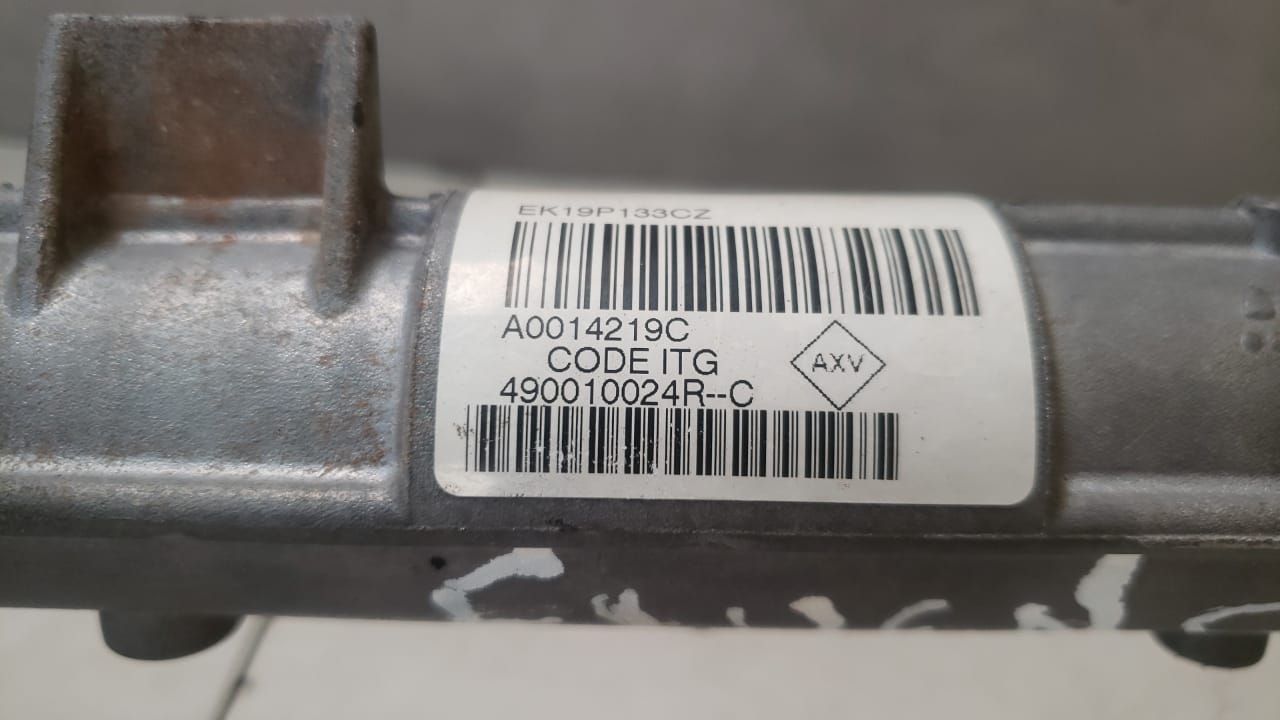 EK19P133CZ
A0014219C
CODE ITG
AXV
490010024R--C